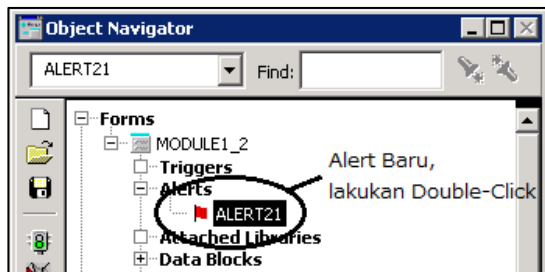 Object Navigator
ALERT21
Find:
Forms
MODULE1_2
Triggers
Alerts
ALERT21
Attached Libraries
Data Blocks
Alert Baru,
lakukan Double-Click